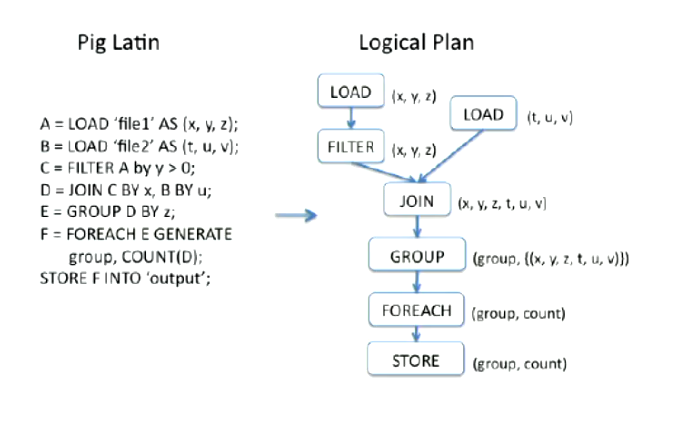 Pig Latin
Logical Plan
A = LOAD 'file1' AS (x, y, z);
B = LOAD 'file2' AS (t, u, v);
C = FILTER A by y > 0;
D = JOIN C BY x, B BY u;
E = GROUP D BY z;
F = FOREACH E GENERATE
group, COUNT(D);
STORE F INTO 'output';
LOAD (x, y, z)
LOAD (t, u, v)
FILTER (x, y, z)
JOIN (x, y, z, t, u, v)
GROUP (group, {(x, y, z, t, u, v)})
FOREACH (group, count)
STORE (group, count)